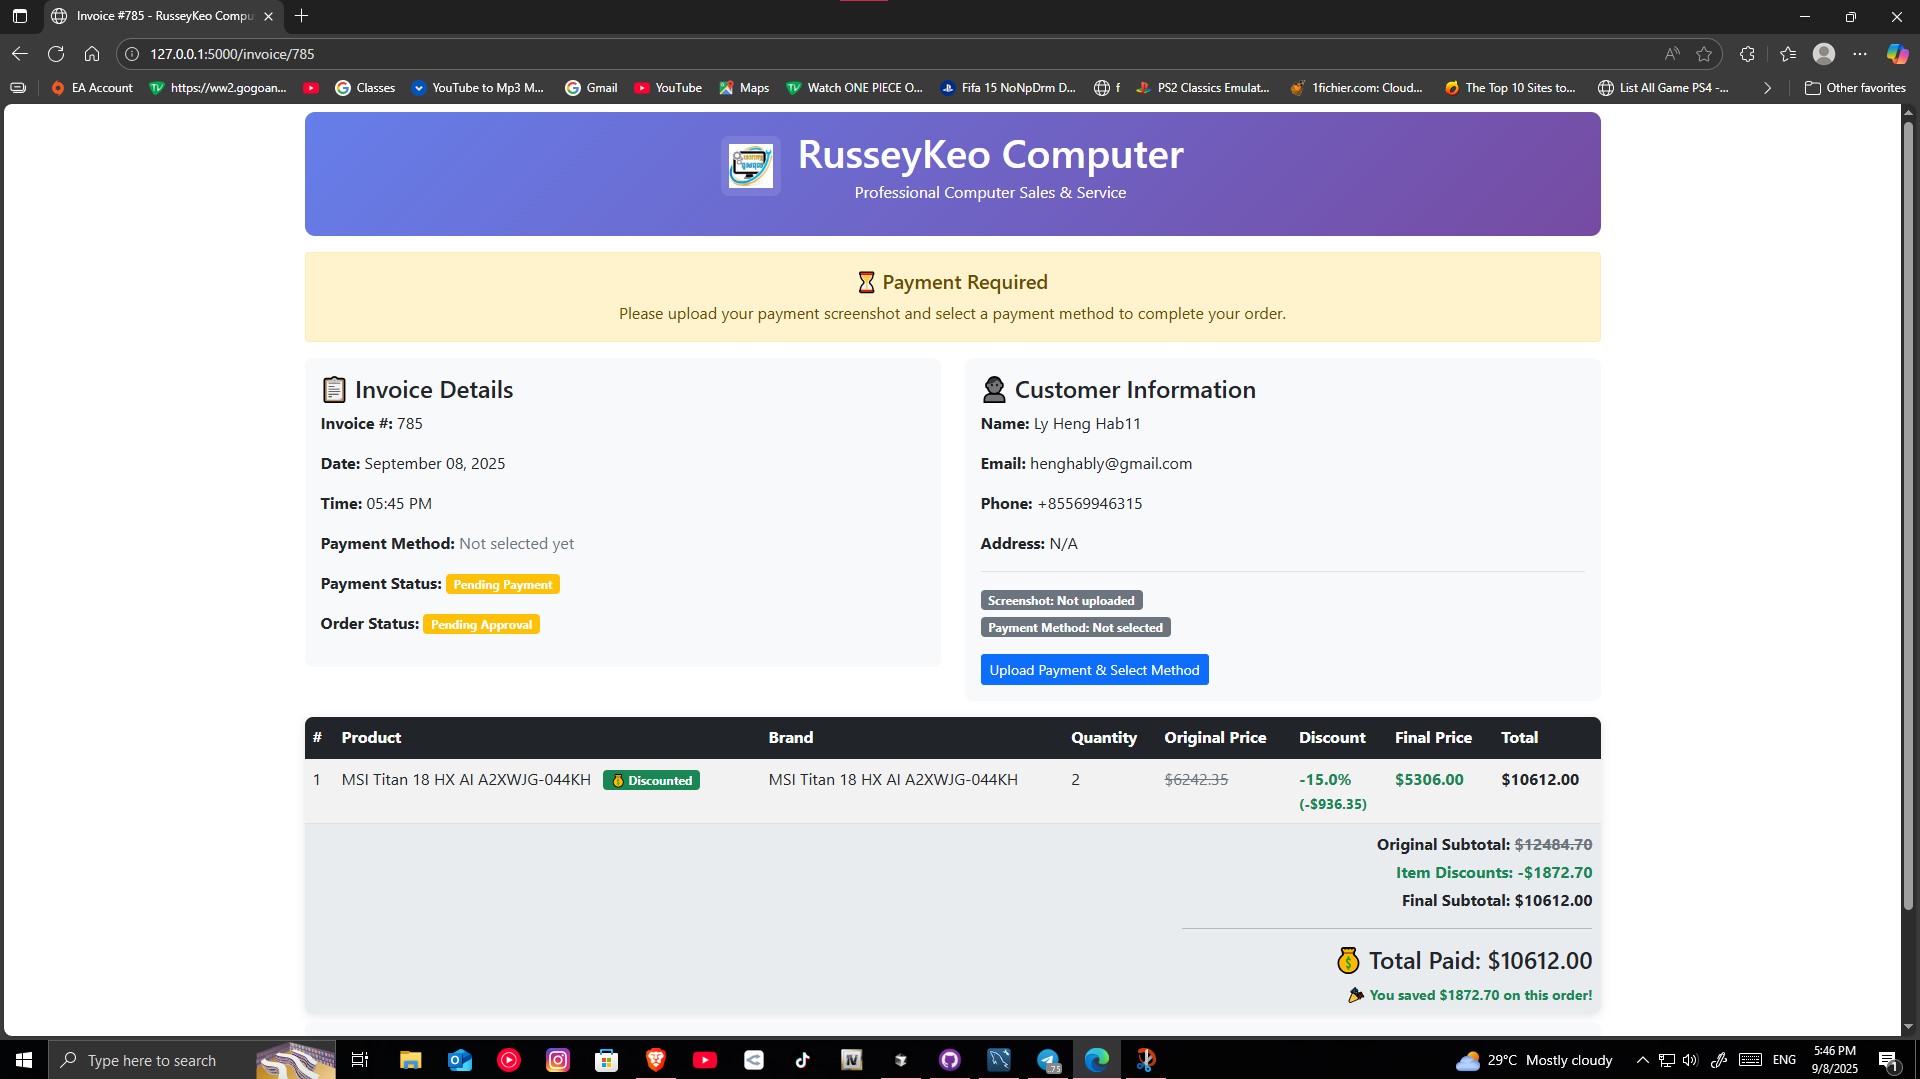 Invoice #785 - RusseyKeo Compu
127.0.0.1:5000/invoice/785
EA Account
https://ww2.gogoan...
Classes
YouTube to Mp3 M...
Gmail
YouTube
Maps
Watch ONE PIECE O...
Fifa 15 NoNpDrm D...
f
PS2 Classics Emulat...
1fichier.com: Cloud...
The Top 10 Sites to...
List All Game PS4 -...
Other favorites
RusseyKeo Computer
Professional Computer Sales & Service
Payment Required
Please upload your payment screenshot and select a payment method to complete your order.
Invoice Details
Invoice #: 785
Date: September 08, 2025
Time: 05:45 PM
Payment Method: Not selected yet
Payment Status: Pending Payment
Order Status: Pending Approval
Customer Information
Name: Ly Heng Hab11
Email: henghably@gmail.com
Phone: +85569946315
Address: N/A
Screenshot: Not uploaded
Payment Method: Not selected
Upload Payment & Select Method
# Product Brand Quantity Original Price Discount Final Price Total
1 MSI Titan 18 HX AI A2XWJG-044KH Discounted MSI Titan 18 HX AI A2XWJG-044KH 2 $6242.35 -15.0% $5306.00 $10612.00
(-$936.35)
Original Subtotal: $12484.70
Item Discounts: -$1872.70
Final Subtotal: $10612.00
Total Paid: $10612.00
You saved $1872.70 on this order!
Type here to search
75
29°C Mostly cloudy
ENG
5:46 PM
9/8/2025
1